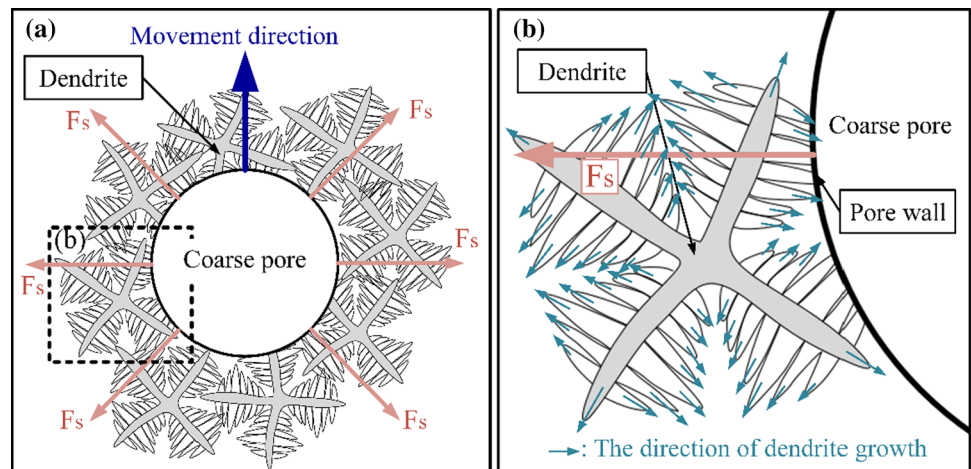 (a)
Movement direction
Dendrite
Fs
Fs
(b)
Fs
Fs
Coarse pore
Fs
Fs
(b)
Dendrite
Coarse pore
Fs
Pore wall
: The direction of dendrite growth